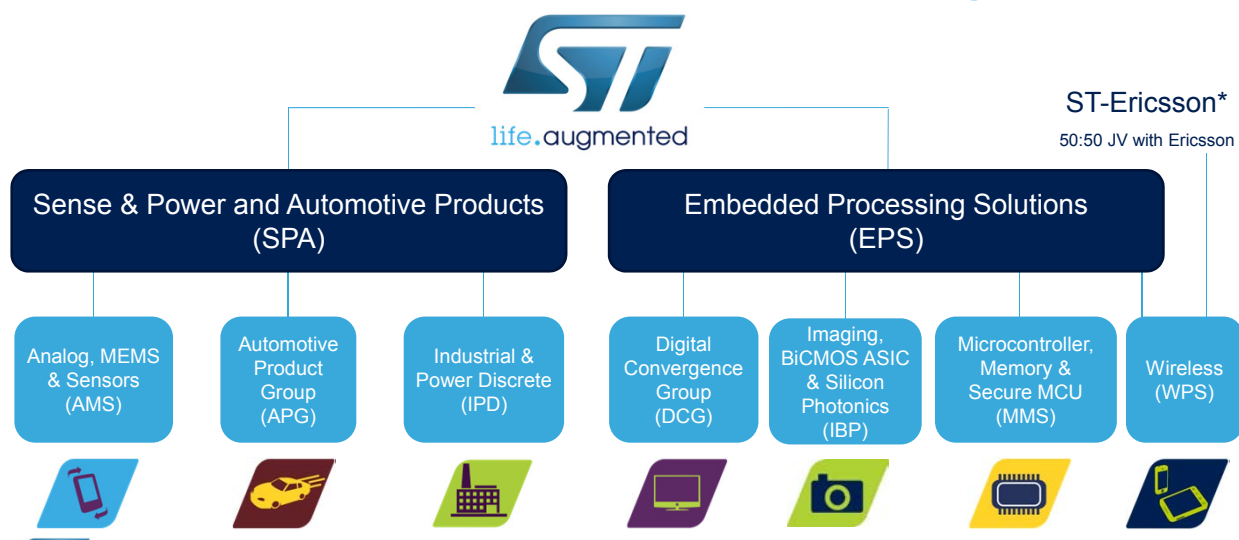 ST
life.augmented
ST-Ericsson*
50:50 JV with Ericsson
Sense & Power and Automotive Products
(SPA)
Embedded Processing Solutions
(EPS)
Analog, MEMS
& Sensors
(AMS)
Automotive
Product
Group
(APG)
Industrial &
Power Discrete
(IPD)
Digital
Convergence
Group
(DCG)
Imaging,
BiCMOS ASIC
& Silicon
Photonics
(IBP)
Microcontroller,
Memory &
Secure MCU
(MMS)
Wireless
(WPS)